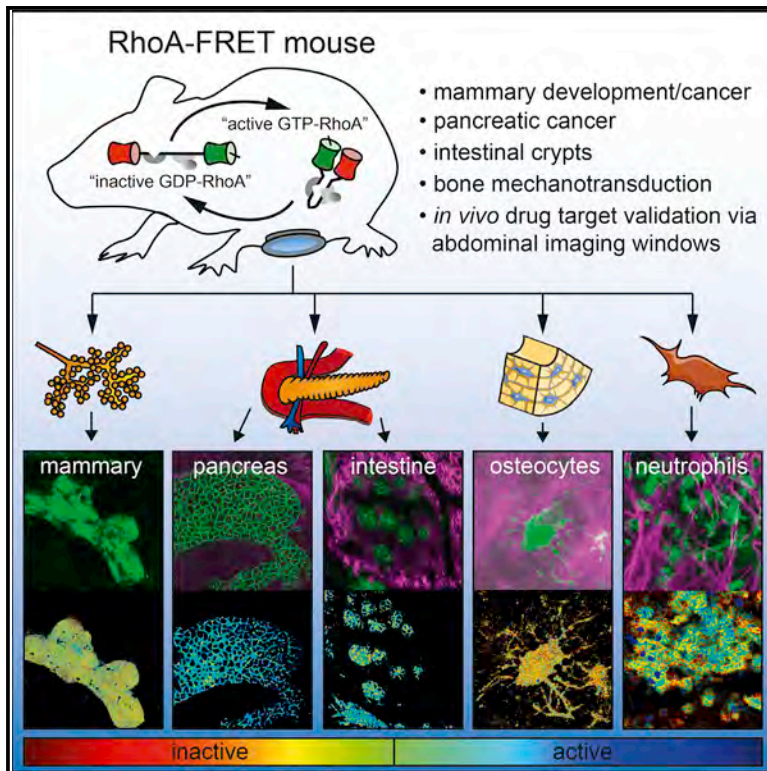 RhoA-FRET mouse
"active GTP-RhoA"
"inactive GDP-RhoA"
• mammary development/cancer
• pancreatic cancer
• intestinal crypts
• bone mechanotransduction
• in vivo drug target validation via
abdominal imaging windows
mammary
pancreas
intestine
osteocytes
neutrophils
inactive
active